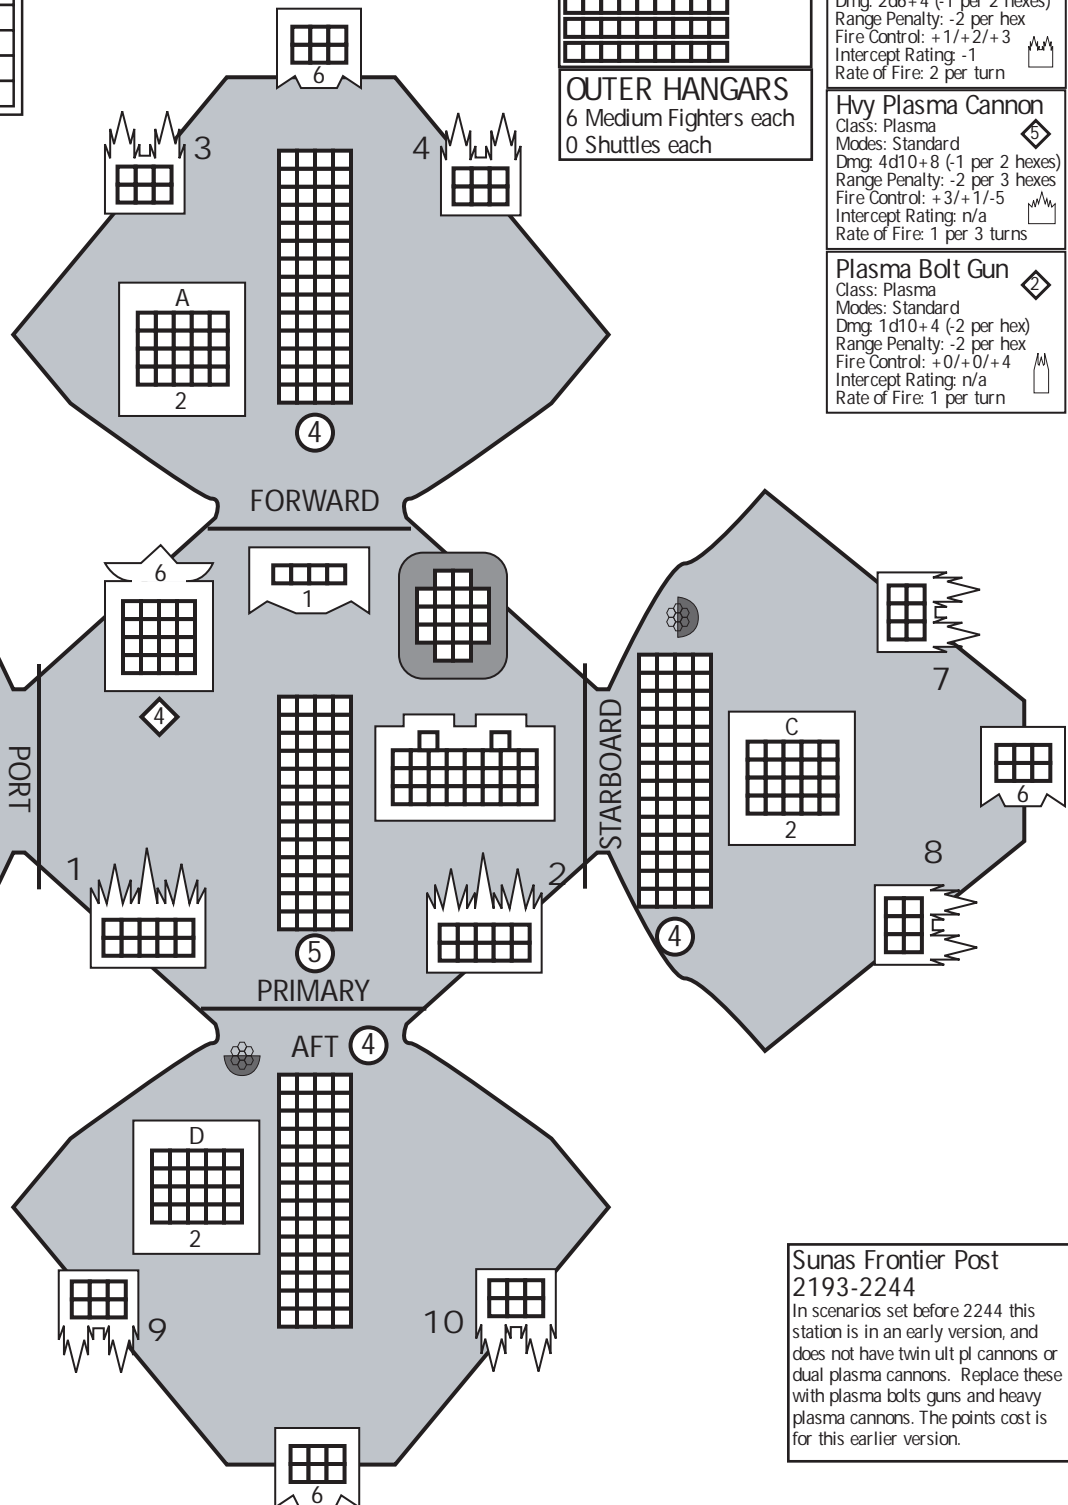 Dmg: 2d6+4 (-1 per 2 hexes)
Range Penalty: -2 per hex
Fire Control: +1/+2/+3
Intercept Rating: -1
Rate of Fire: 2 per turn
OUTER HANGARS
6 Medium Fighters each
0 Shuttles each
Hvy Plasma Cannon
5
Class: Plasma
Modes: Standard
Dmg: 4d10+8 (-1 per 2 hexes)
Range Penalty: -2 per 3 hexes
Fire Control: +3/+1/-5
Intercept Rating: n/a
Rate of Fire: 1 per 3 turns
Plasma Bolt Gun
2
Class: Plasma
Modes: Standard
Dmg: 1d10+4 (-2 per hex)
Range Penalty: -2 per hex
Fire Control: +0/+0/+4
Intercept Rating: n/a
Rate of Fire: 1 per turn
6
3
4
A
2
4
FORWARD
6
1
4
PORT
STARBOARD
C
2
7
6
8
4
1
2
5
PRIMARY
AFT 4
D
2
9
10
6
Sunas Frontier Post
2193-2244
In scenarios set before 2244 this
station is in an early version, and
does not have twin ult pl cannons or
dual plasma cannons. Replace these
with plasma bolts guns and heavy
plasma cannons. The points cost is
for this earlier version.